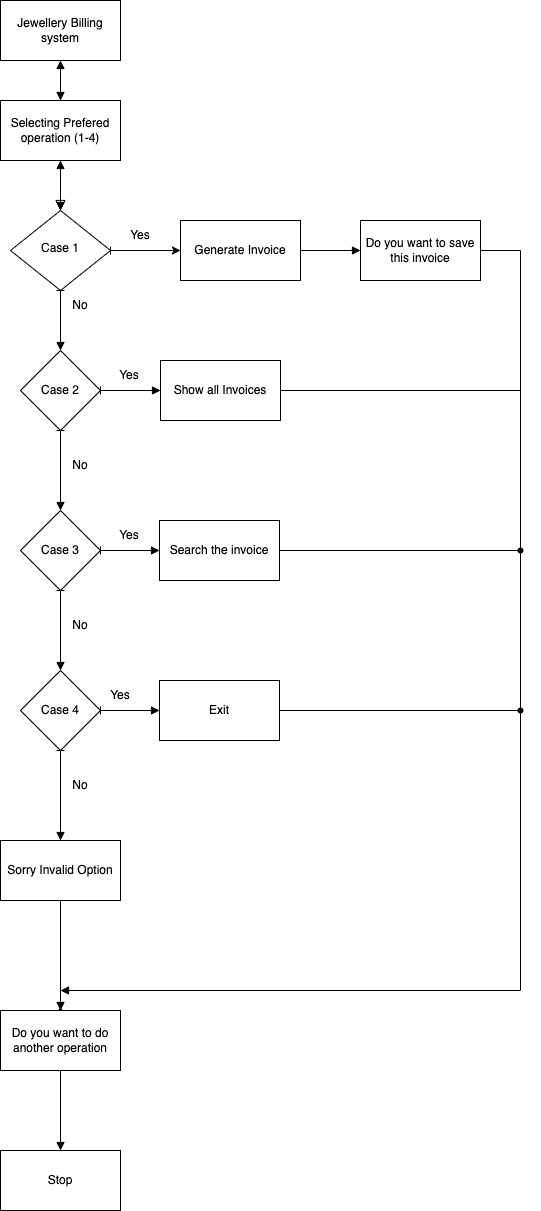 Jewellery Billing
system
Selecting Prefered
operation (1-4)
Case 1
Yes
Generate Invoice
Do you want to save
this invoice
No
Case 2
Yes
Show all Invoices
No
Case 3
Yes
Search the invoice
No
Case 4
Yes
Exit
No
Sorry Invalid Option
Do you want to do
another operation
Stop